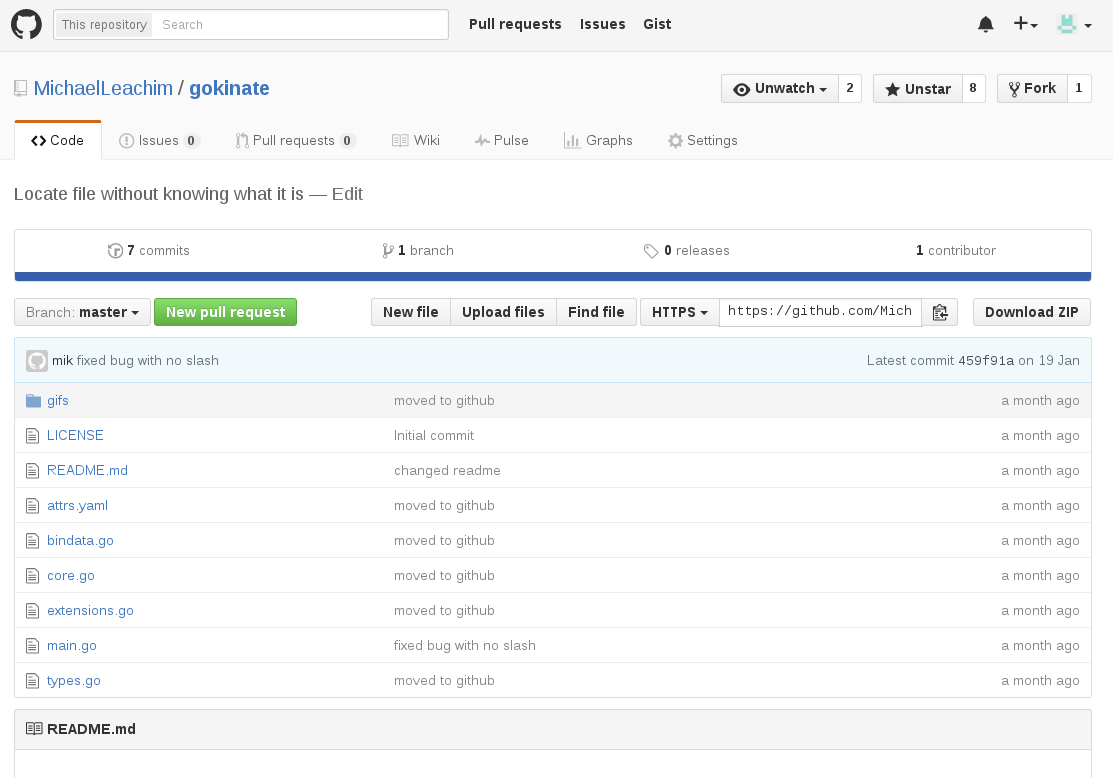 This repository Search Pull requests Issues Gist
MichaelLeachim / gokinate Unwatch 2 Unstar 8 Fork 1
Code Issues 0 Pull requests 0 Wiki Pulse Graphs Settings
Locate file without knowing what it is — Edit
7 commits 1 branch 0 releases 1 contributor
Branch: master New pull request New file Upload files Find file HTTPS https://github.com/Mich Download ZIP
mik fixed bug with no slash Latest commit 459f91a on 19 Jan
gifs moved to github a month ago
LICENSE Initial commit a month ago
README.md changed readme a month ago
attrs.yaml moved to github a month ago
bindata.go moved to github a month ago
core.go moved to github a month ago
extensions.go moved to github a month ago
main.go fixed bug with no slash a month ago
types.go moved to github a month ago
README.md